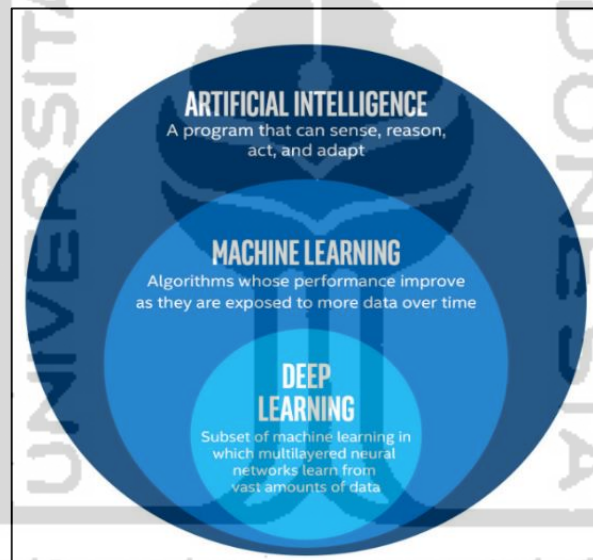 ARTIFICIAL INTELLIGENCE
A program that can sense, reason,
act, and adapt
MACHINE LEARNING
Algorithms whose performance improve
as they are exposed to more data over time
DEEP
LEARNING
Subset of machine learning in
which multilayered neural
networks learn from
vast amounts of data
UNIVERSITA
DONESIA